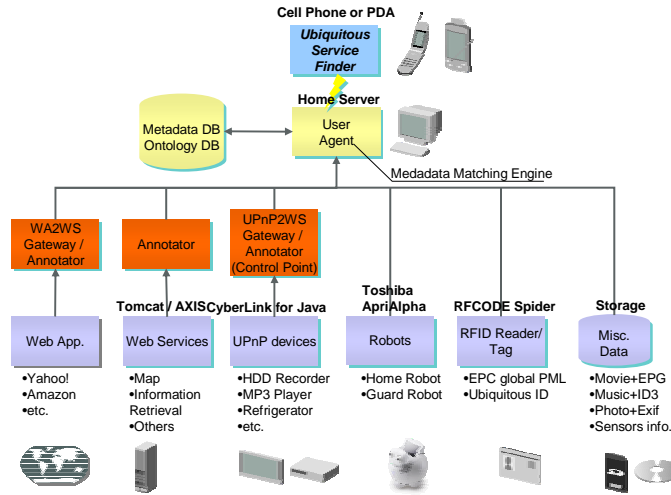 Cell Phone or PDA
Ubiquitous
Service
Finder
Home Server
User
Agent
Metadata DB
Ontology DB
Medadata Matching Engine
WA2WS
Gateway /
Annotator
Annotator
UPnP2WS
Gateway /
Annotator
(Control Point)
Tomcat / AXIS
CyberLink for Java
Toshiba
ApriAlpha
RFCODE Spider
Storage
Web App.
Web Services
UPnP devices
Robots
RFID Reader/
Tag
Misc.
Data
•Yahoo!
•Amazon
•etc.
•Map
•Information
Retrieval
•Others
•HDD Recorder
•MP3 Player
•Refrigerator
•etc.
•Home Robot
•Guard Robot
•EPC global PML
•Ubiquitous ID
•Movie+EPG
•Music+ID3
•Photo+Exif
•Sensors info.